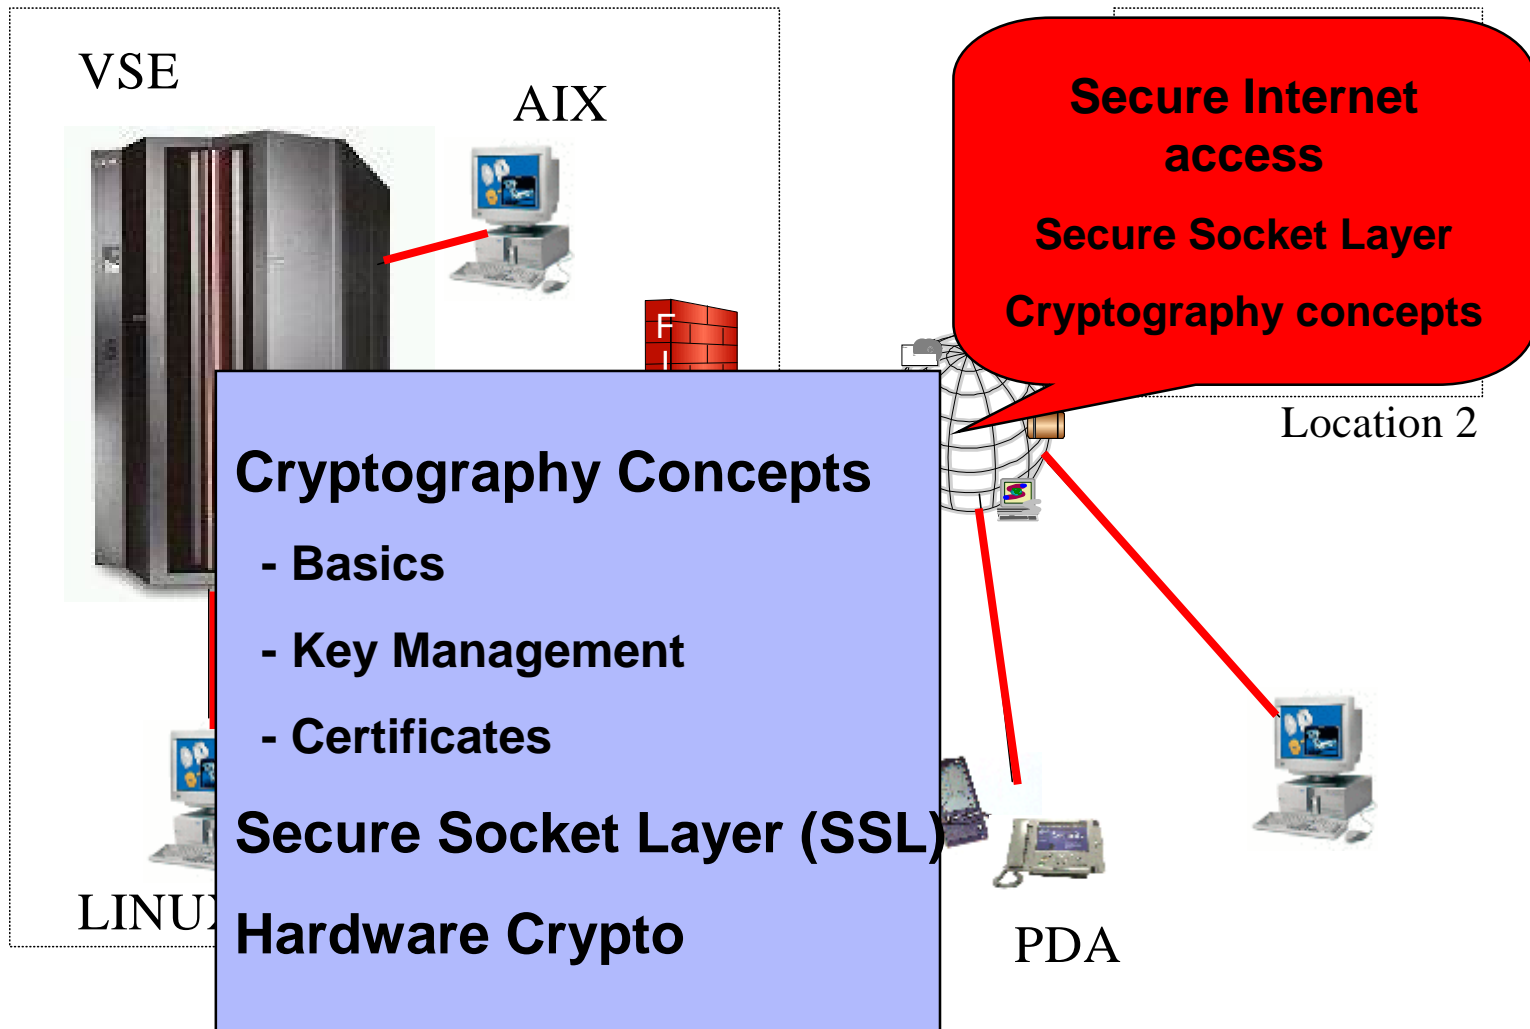 VSE
AIX
Secure Internet
access
Secure Socket Layer
Cryptography concepts
F
I
Location 2
Cryptography Concepts
- Basics
- Key Management
- Certificates
Secure Socket Layer (SSL)
Hardware Crypto
LINUX
PDA